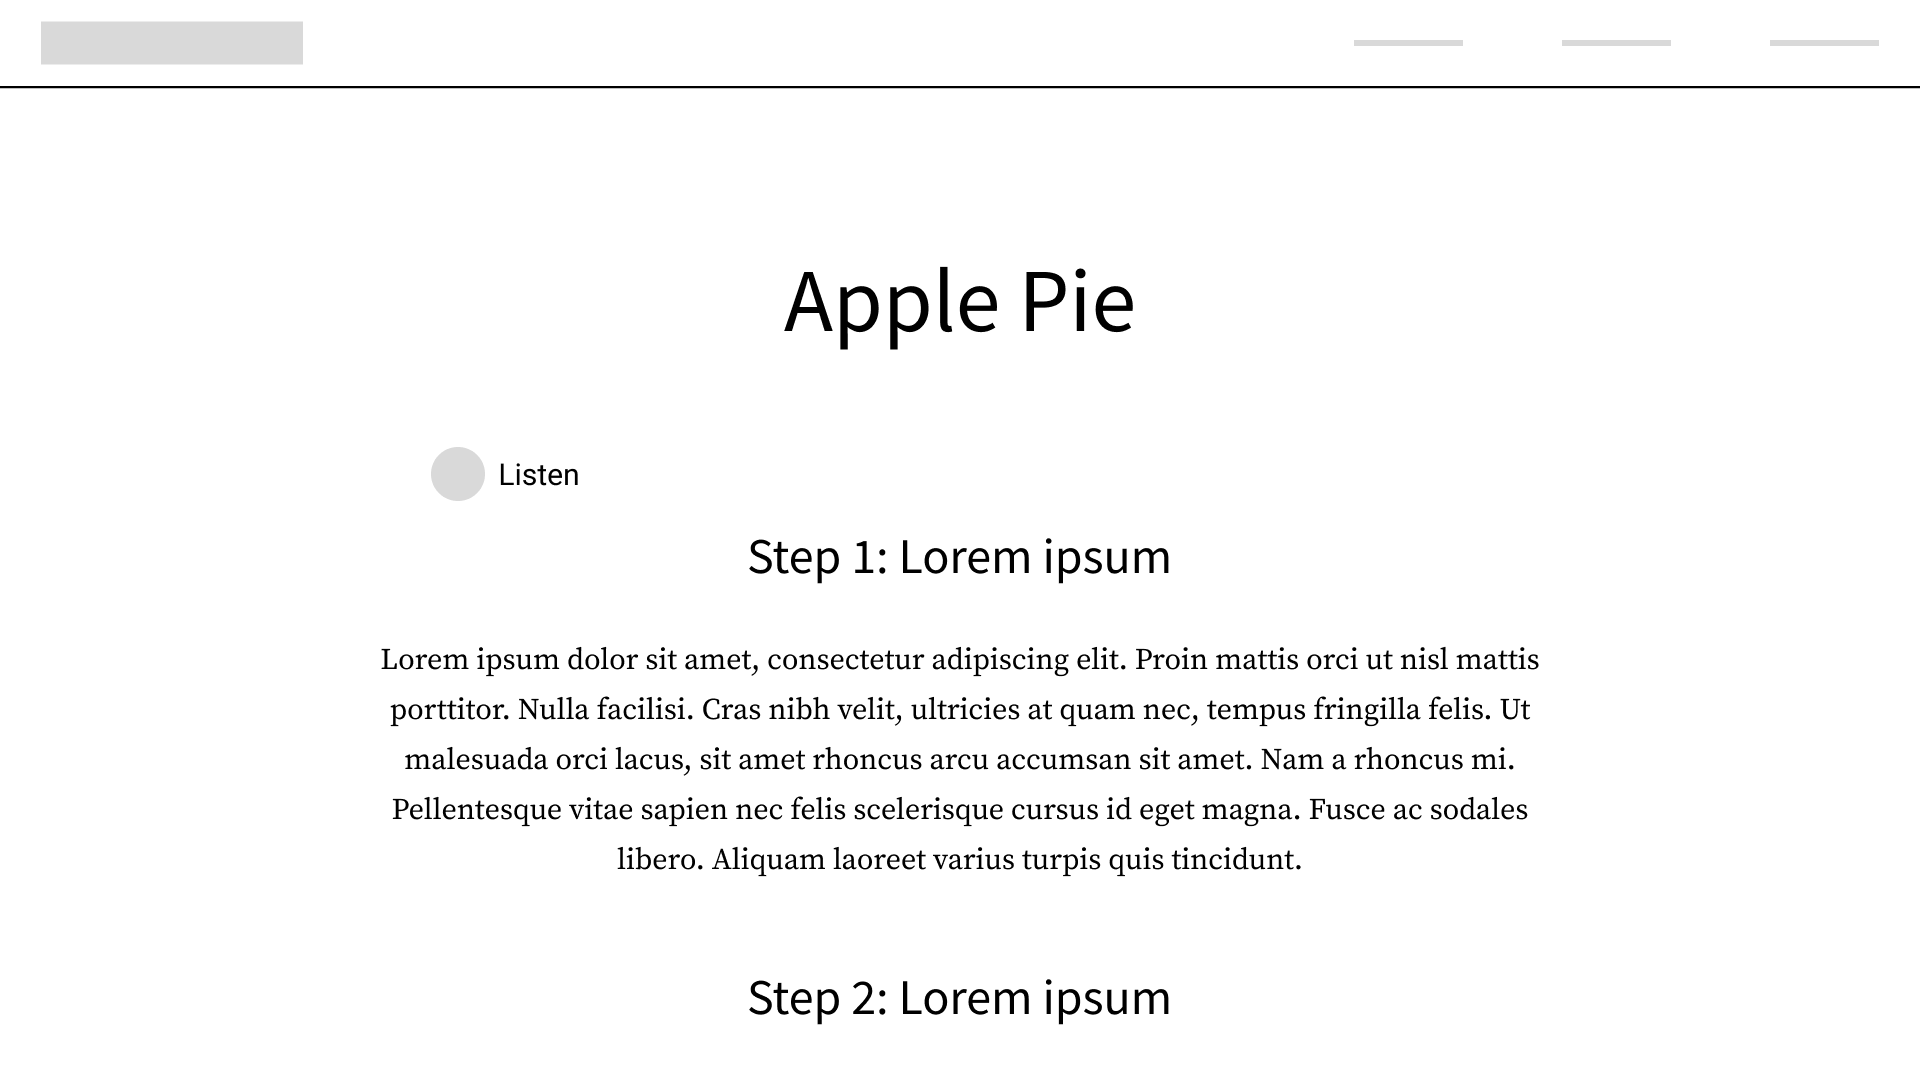 Apple Pie
Listen
Step 1: Lorem ipsum
Lorem ipsum dolor sit amet, consectetur adipiscing elit. Proin mattis orci ut nisl mattis
porttitor. Nulla facilisi. Cras nibh velit, ultricies at quam nec, tempus fringilla felis. Ut
malesuada orci lacus, sit amet rhoncus arcu accumsan sit amet. Nam a rhoncus mi.
Pellentesque vitae sapien nec felis scelerisque cursus id eget magna. Fusce ac sodales
libero. Aliquam laoreet varius turpis quis tincidunt.
Step 2: Lorem ipsum